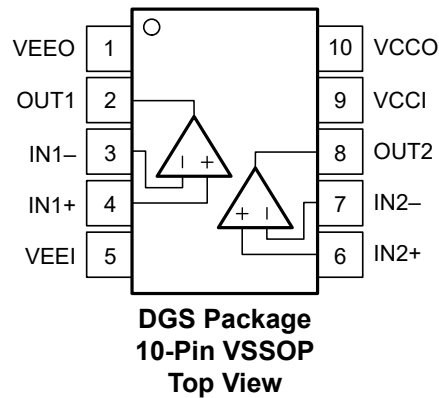 VEEO 1 10 VCCO
OUT1 2 9 VCCI
IN1– 3 8 OUT2
IN1+ 4 7 IN2–
VEEI 5 6 IN2+
– +
+ –
DGS Package
10-Pin VSSOP
Top View